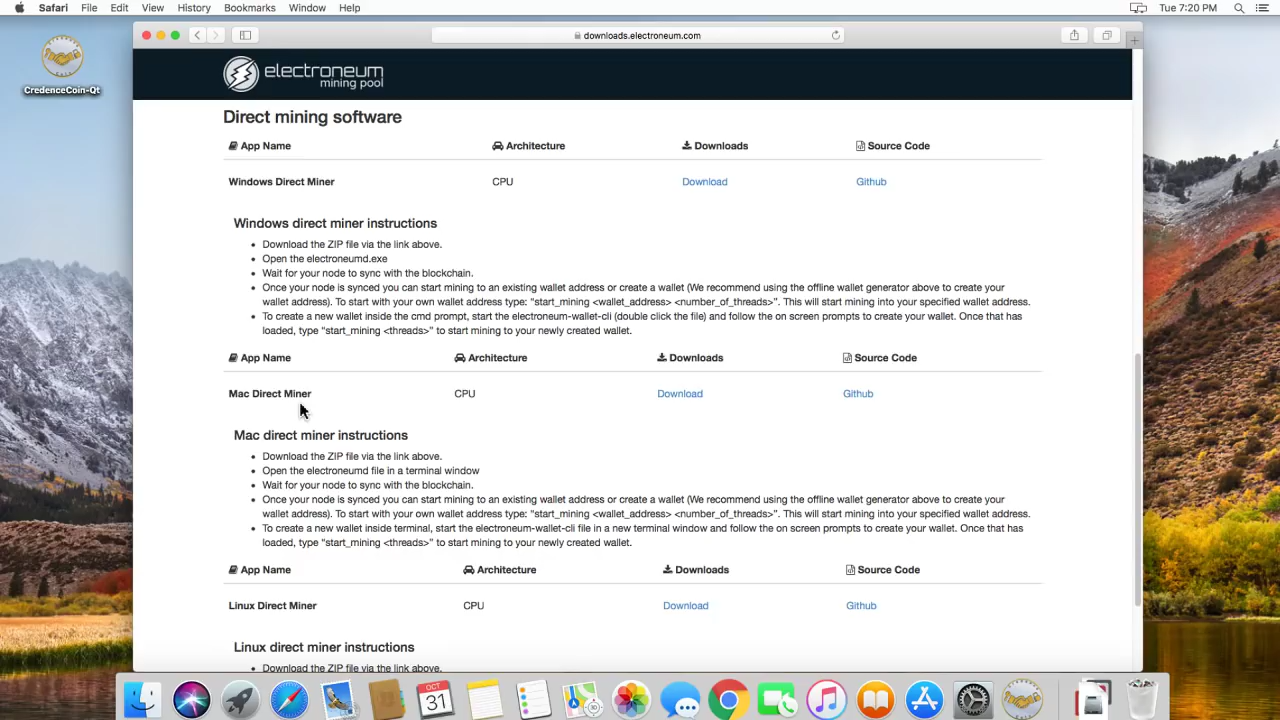 Safari File Edit View History Bookmarks Window Help Tue 7:20 PM
downloads.electroneum.com
CredenceCoin-Qt
electroneum
mining pool
Direct mining software
App Name Architecture Downloads Source Code
Windows Direct Miner CPU Download Github
Windows direct miner instructions
• Download the ZIP file via the link above.
• Open the electroneumd.exe
• Wait for your node to sync with the blockchain.
• Once your node is synced you can start mining to an existing wallet address or create a wallet (We recommend using the offline wallet generator above to create your
wallet address). To start with your own wallet address type: "start_mining <wallet_address> <number_of_threads>". This will start mining into your specified wallet address.
• To create a new wallet inside the cmd prompt, start the electroneum-wallet-cli (double click the file) and follow the on screen prompts to create your wallet. Once that has
loaded, type "start_mining <threads>" to start mining to your newly created wallet.
App Name Architecture Downloads Source Code
Mac Direct Miner CPU Download Github
Mac direct miner instructions
• Download the ZIP file via the link above.
• Open the electroneumd file in a terminal window
• Wait for your node to sync with the blockchain.
• Once your node is synced you can start mining to an existing wallet address or create a wallet (We recommend using the offline wallet generator above to create your
wallet address). To start with your own wallet address type: "start_mining <wallet_address> <number_of_threads>". This will start mining into your specified wallet address.
• To create a new wallet inside terminal, start the electroneum-wallet-cli file in a new terminal window and follow the on screen prompts to create your wallet. Once that has
loaded, type "start_mining <threads>" to start mining to your newly created wallet.
App Name Architecture Downloads Source Code
Linux Direct Miner CPU Download Github
Linux direct miner instructions
• Download the ZIP file via the link above.
OCT
31